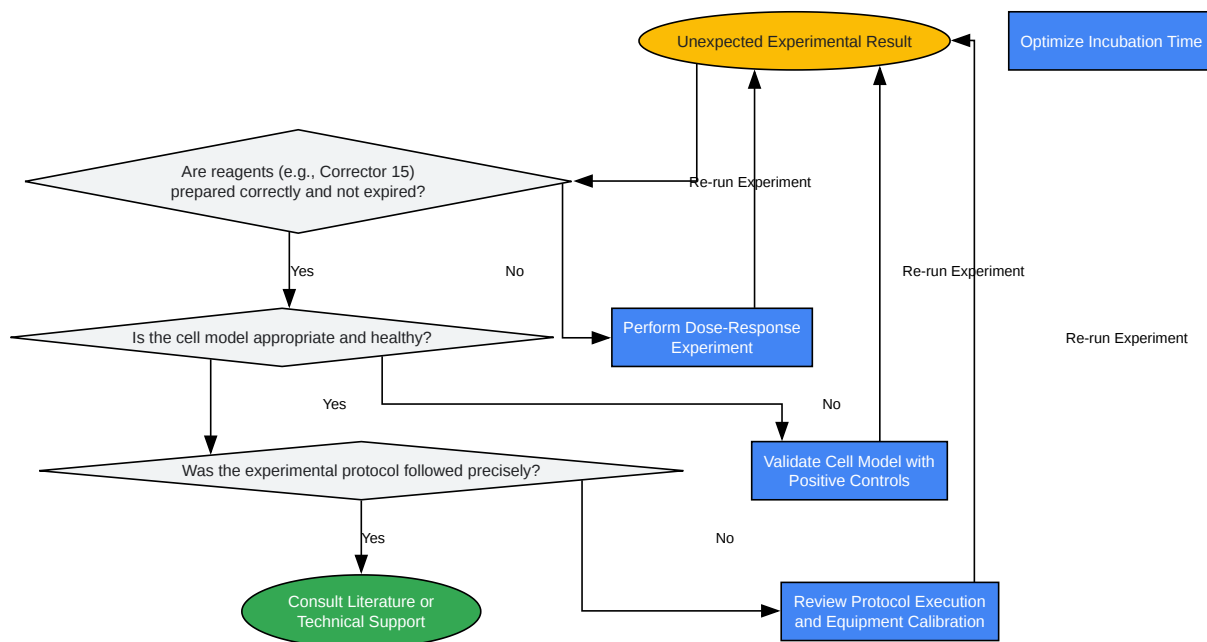 Unexpected Experimental Result
Optimize Incubation Time
Are reagents (e.g., Corrector 15)
prepared correctly and not expired?
Re-run Experiment
Yes
No
Re-run Experiment
Is the cell model appropriate and healthy?
Perform Dose-Response
Experiment
Re-run Experiment
Yes
No
Was the experimental protocol followed precisely?
Validate Cell Model with
Positive Controls
Yes
No
Consult Literature or
Technical Support
Review Protocol Execution
and Equipment Calibration